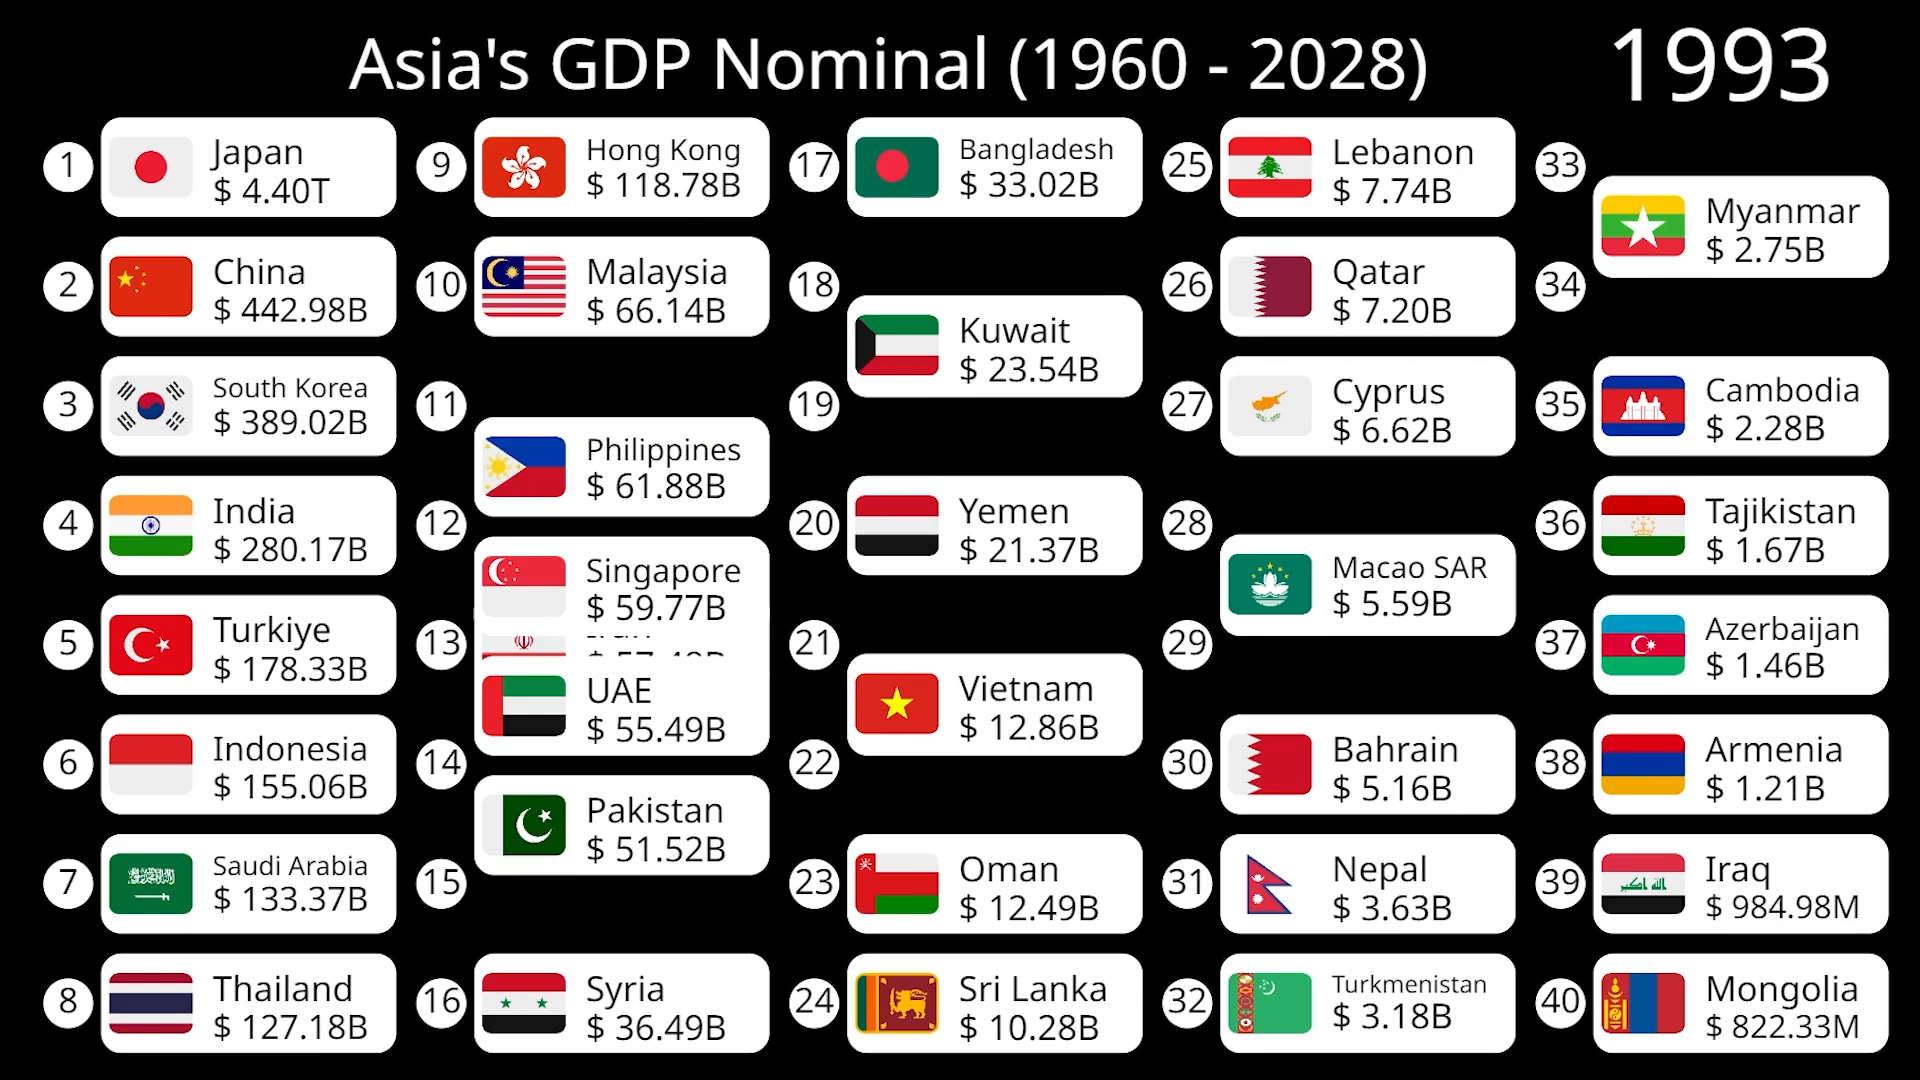 Asia's GDP Nominal (1960 - 2028)
1993
1
Japan
$ 4.40T
2
China
$ 442.98B
3
South Korea
$ 389.02B
4
India
$ 280.17B
5
Turkiye
$ 178.33B
6
Indonesia
$ 155.06B
7
Saudi Arabia
$ 133.37B
8
Thailand
$ 127.18B
9
Hong Kong
$ 118.78B
10
Malaysia
$ 66.14B
11
Philippines
$ 61.88B
12
Singapore
$ 59.77B
13
UAE
$ 55.49B
14
Pakistan
$ 51.52B
15
16
Syria
$ 36.49B
17
Bangladesh
$ 33.02B
18
Kuwait
$ 23.54B
19
20
Yemen
$ 21.37B
21
Vietnam
$ 12.86B
22
23
Oman
$ 12.49B
24
Sri Lanka
$ 10.28B
25
Lebanon
$ 7.74B
26
Qatar
$ 7.20B
27
Cyprus
$ 6.62B
28
Macao SAR
$ 5.59B
29
30
Bahrain
$ 5.16B
31
Nepal
$ 3.63B
32
Turkmenistan
$ 3.18B
33
Myanmar
$ 2.75B
34
35
Cambodia
$ 2.28B
36
Tajikistan
$ 1.67B
37
Azerbaijan
$ 1.46B
38
Armenia
$ 1.21B
39
Iraq
$ 984.98M
40
Mongolia
$ 822.33M